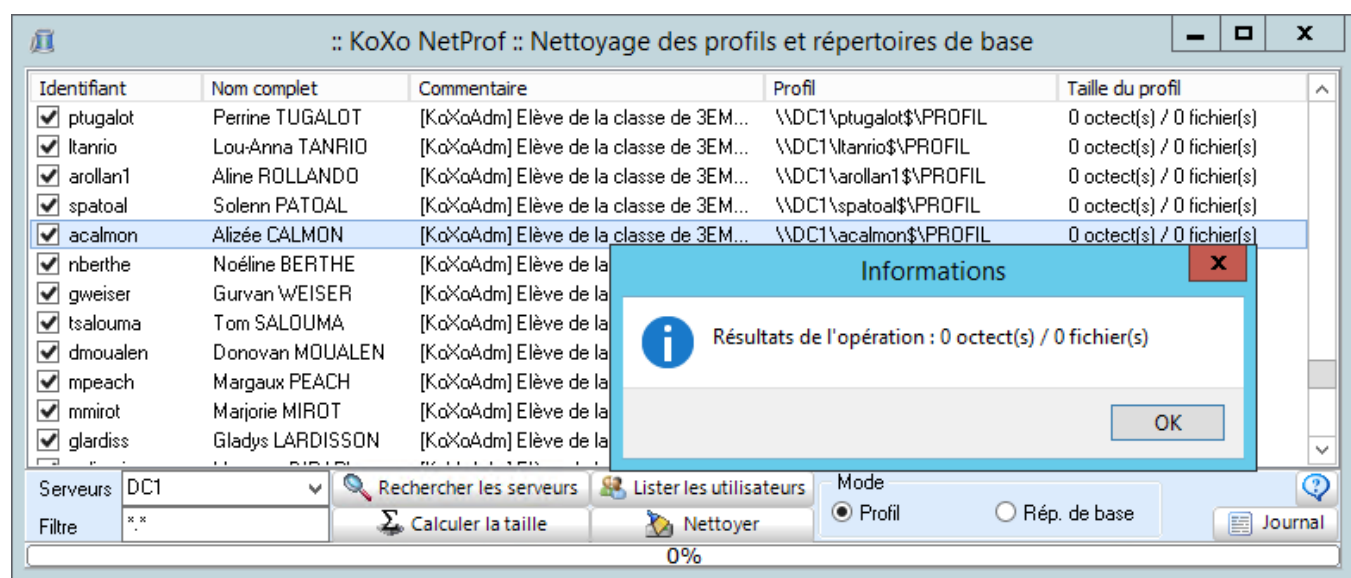 :: KoXo NetProf :: Nettoyage des profils et répertoires de base
Identifiant Nom complet Commentaire Profil Taille du profil
ptugalot Perrine TUGALOT [KoXoAdm] Elève de la classe de 3EM... \\DC1\ptugalot$\PROFIL 0 octect(s) / 0 fichier(s)
ltanrio Lou-Anna TANRIO [KoXoAdm] Elève de la classe de 3EM... \\DC1\ltanrio$\PROFIL 0 octect(s) / 0 fichier(s)
arollan1 Aline ROLLANDO [KoXoAdm] Elève de la classe de 3EM... \\DC1\arollan1$\PROFIL 0 octect(s) / 0 fichier(s)
spatoal Solenn PATOAL [KoXoAdm] Elève de la classe de 3EM... \\DC1\spatoal$\PROFIL 0 octect(s) / 0 fichier(s)
acalmon Alizée CALMON [KoXoAdm] Elève de la classe de 3EM... \\DC1\acalmon$\PROFIL 0 octect(s) / 0 fichier(s)
nberthe Noéline BERTHE [KoXoAdm] Elève de la
gweiser Gurvan WEISER [KoXoAdm] Elève de la
tsalouma Tom SALOUMA [KoXoAdm] Elève de la
dmoualen Donovan MOUALEN [KoXoAdm] Elève de la
mpeach Margaux PEACH [KoXoAdm] Elève de la
mmirot Marjorie MIROT [KoXoAdm] Elève de la
glardiss Gladys LARDISSON [KoXoAdm] Elève de la
Informations
Résultats de l'opération : 0 octect(s) / 0 fichier(s)
OK
Serveurs DC1 Rechercher les serveurs Lister les utilisateurs Mode
Profil Rép. de base
Filtre *.* Calculer la taille Nettoyer Journal
0%